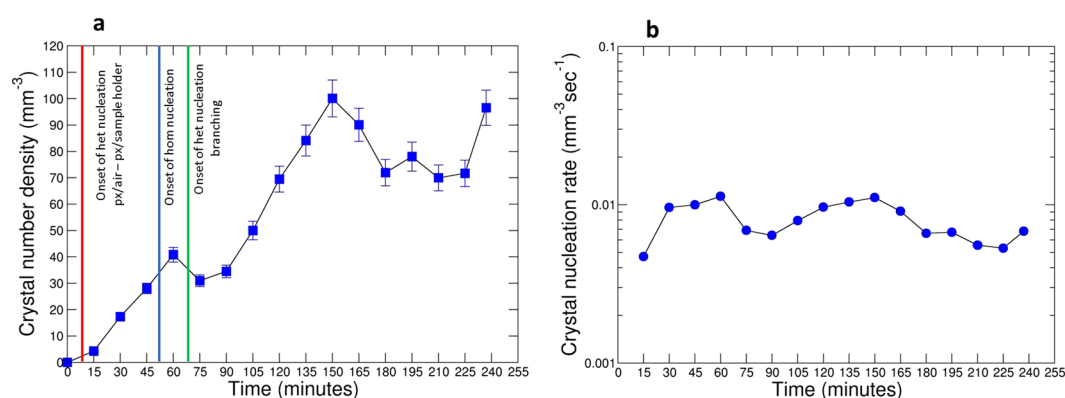 a
Crystal number density (mm⁻³)
120
110
100
90
80
70
60
50
40
30
20
10
0
Onset of het nucleation
px/air – px/sample holder
Onset of hom nucleation
Onset of het nucleation
branching
0 15 30 45 60 75 90 105 120 135 150 165 180 195 210 225 240 255
Time (minutes)
b
Crystal nucleation rate (mm⁻³sec⁻¹)
0.1
0.01
0.001
0 15 30 45 60 75 90 105 120 135 150 165 180 195 210 225 240 255
Time (minutes)